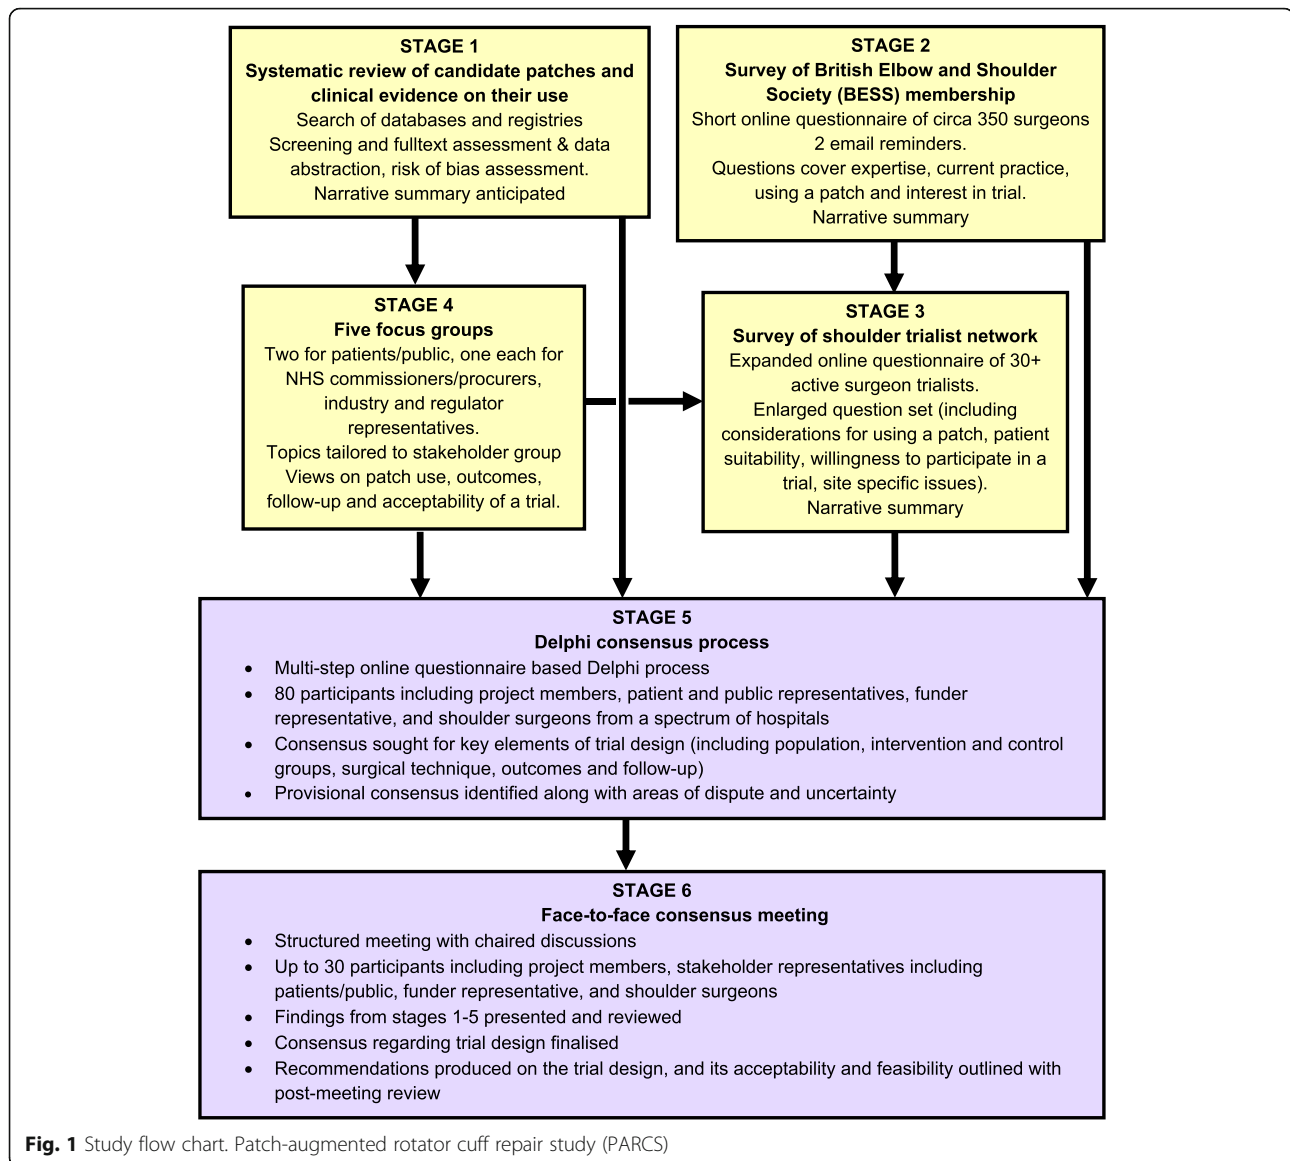 STAGE 1
Systematic review of candidate patches and
clinical evidence on their use
Search of databases and registries
Screening and fulltext assessment & data
abstraction, risk of bias assessment.
Narrative summary anticipated
STAGE 2
Survey of British Elbow and Shoulder
Society (BESS) membership
Short online questionnaire of circa 350 surgeons
2 email reminders.
Questions cover expertise, current practice,
using a patch and interest in trial.
Narrative summary
STAGE 4
Five focus groups
Two for patients/public, one each for
NHS commissioners/procurers,
industry and regulator
representatives.
Topics tailored to stakeholder group
Views on patch use, outcomes,
follow-up and acceptability of a trial.
STAGE 3
Survey of shoulder trialist network
Expanded online questionnaire of 30+
active surgeon trialists.
Enlarged question set (including
considerations for using a patch, patient
suitability, willingness to participate in a
trial, site specific issues).
Narrative summary
STAGE 5
Delphi consensus process
• Multi-step online questionnaire based Delphi process
• 80 participants including project members, patient and public representatives, funder
representative, and shoulder surgeons from a spectrum of hospitals
• Consensus sought for key elements of trial design (including population, intervention and control
groups, surgical technique, outcomes and follow-up)
• Provisional consensus identified along with areas of dispute and uncertainty
STAGE 6
Face-to-face consensus meeting
• Structured meeting with chaired discussions
• Up to 30 participants including project members, stakeholder representatives including
patients/public, funder representative, and shoulder surgeons
• Findings from stages 1-5 presented and reviewed
• Consensus regarding trial design finalised
• Recommendations produced on the trial design, and its acceptability and feasibility outlined with
post-meeting review
Fig. 1 Study flow chart. Patch-augmented rotator cuff repair study (PARCS)